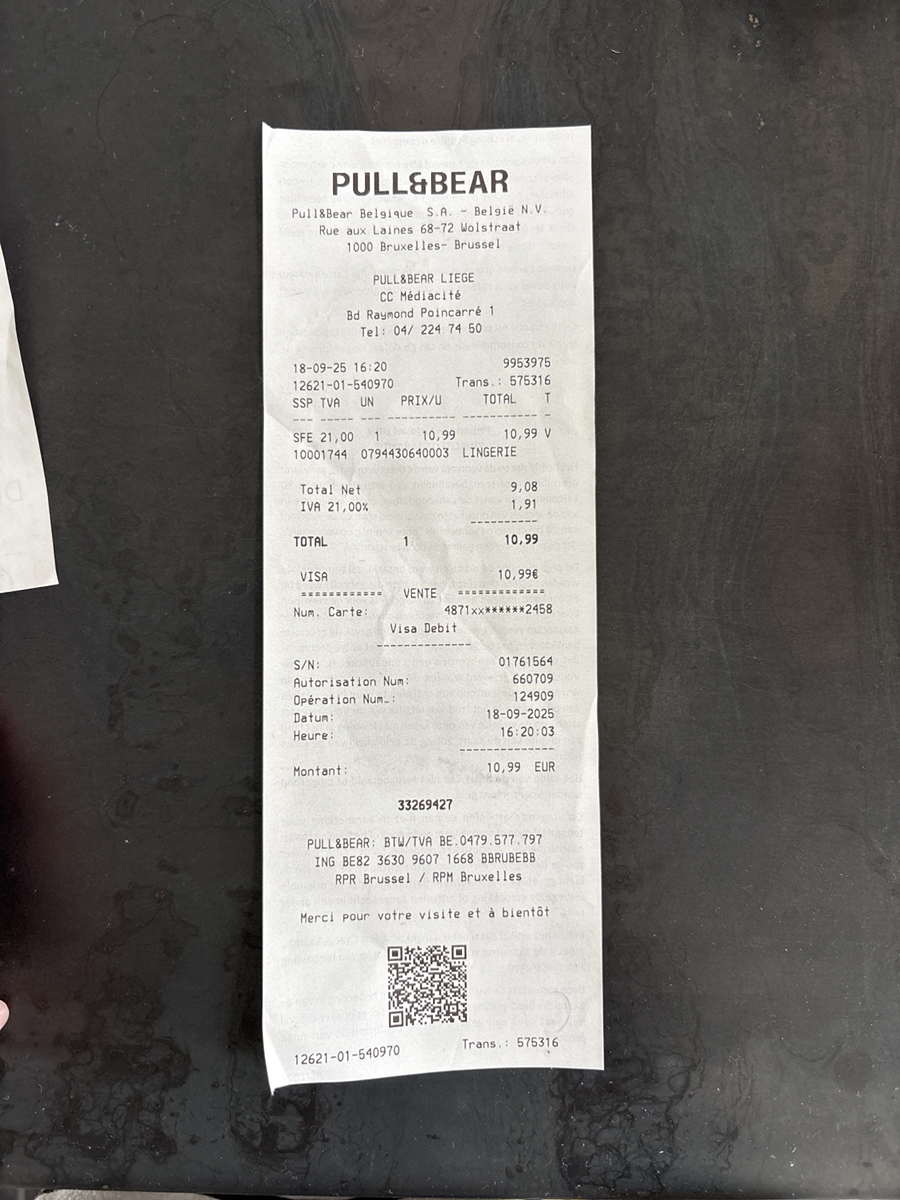 PULL&BEAR
Pull&Bear Belgique S.A. - België N.V.
Rue aux Laines 68-72 Wolstraat
1000 Bruxelles- Brussel
PULL&BEAR LIEGE
CC Médiacité
Bd Raymond Poincarré 1
Tel: 04/ 224 74 50
18-09-25 16:20 9953975
12621-01-540970 Trans.: 575316
SSP TVA UN PRIX/U TOTAL T
--- ----- --- ---------- ---------- -
SFE 21,00 1 10,99 10,99 V
10001744 0794430640003 LINGERIE
Total Net 9,08
IVA 21,00% 1,91
----------
TOTAL 1 10,99
VISA 10,99€
============ VENTE =============
Num. Carte: 4871xx******2458
Visa Debit
--------------
S/N: 01761564
Autorisation Num: 660709
Opération Num.: 124909
Datum: 18-09-2025
Heure: 16:20:03
--------------
Montant: 10,99 EUR
33269427
PULL&BEAR: BTW/TVA BE.0479.577.797
ING BE82 3630 9607 1668 BBRUBEBB
RPR Brussel / RPM Bruxelles
Merci pour votre visite et à bientôt
12621-01-540970 Trans.: 575316